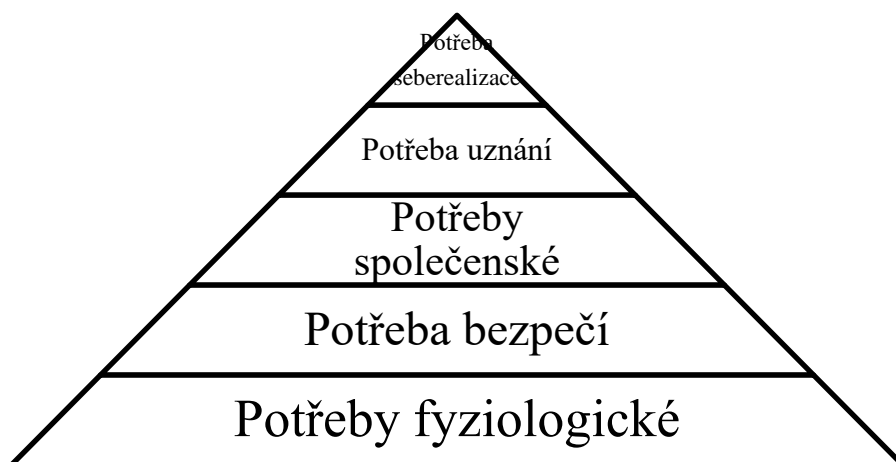 Potřeba
seberealizace
Potřeba uznání
Potřeby
společenské
Potřeba bezpečí
Potřeby fyziologické